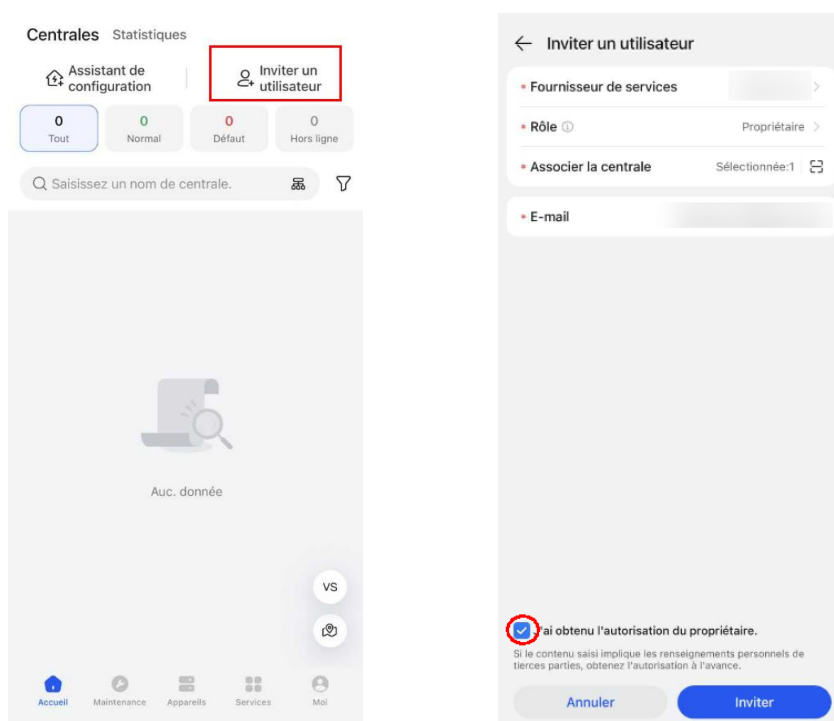 Centrales Statistiques
Assistant de
configuration
Inviter un
utilisateur
0 0 0 0
Tout Normal Défaut Hors ligne
Saisissez un nom de centrale.
Auc. donnée
VS
Accueil Maintenance Appareils Services Moi
Inviter un utilisateur
* Fournisseur de services
* Rôle Propriétaire
* Associer la centrale Sélectionnée:1
* E-mail
J'ai obtenu l'autorisation du propriétaire.
Si le contenu saisi implique les renseignements personnels de
tierces parties, obtenez l'autorisation à l'avance.
Annuler Inviter